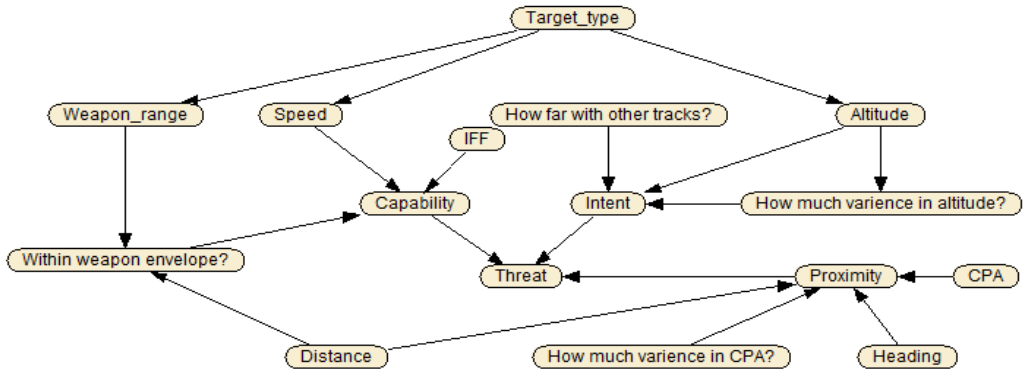 Target_type
Weapon_range
Speed
How far with other tracks?
Altitude
IFF
Capability
Intent
How much varience in altitude?
Within weapon envelope?
Threat
Proximity
CPA
Distance
How much varience in CPA?
Heading